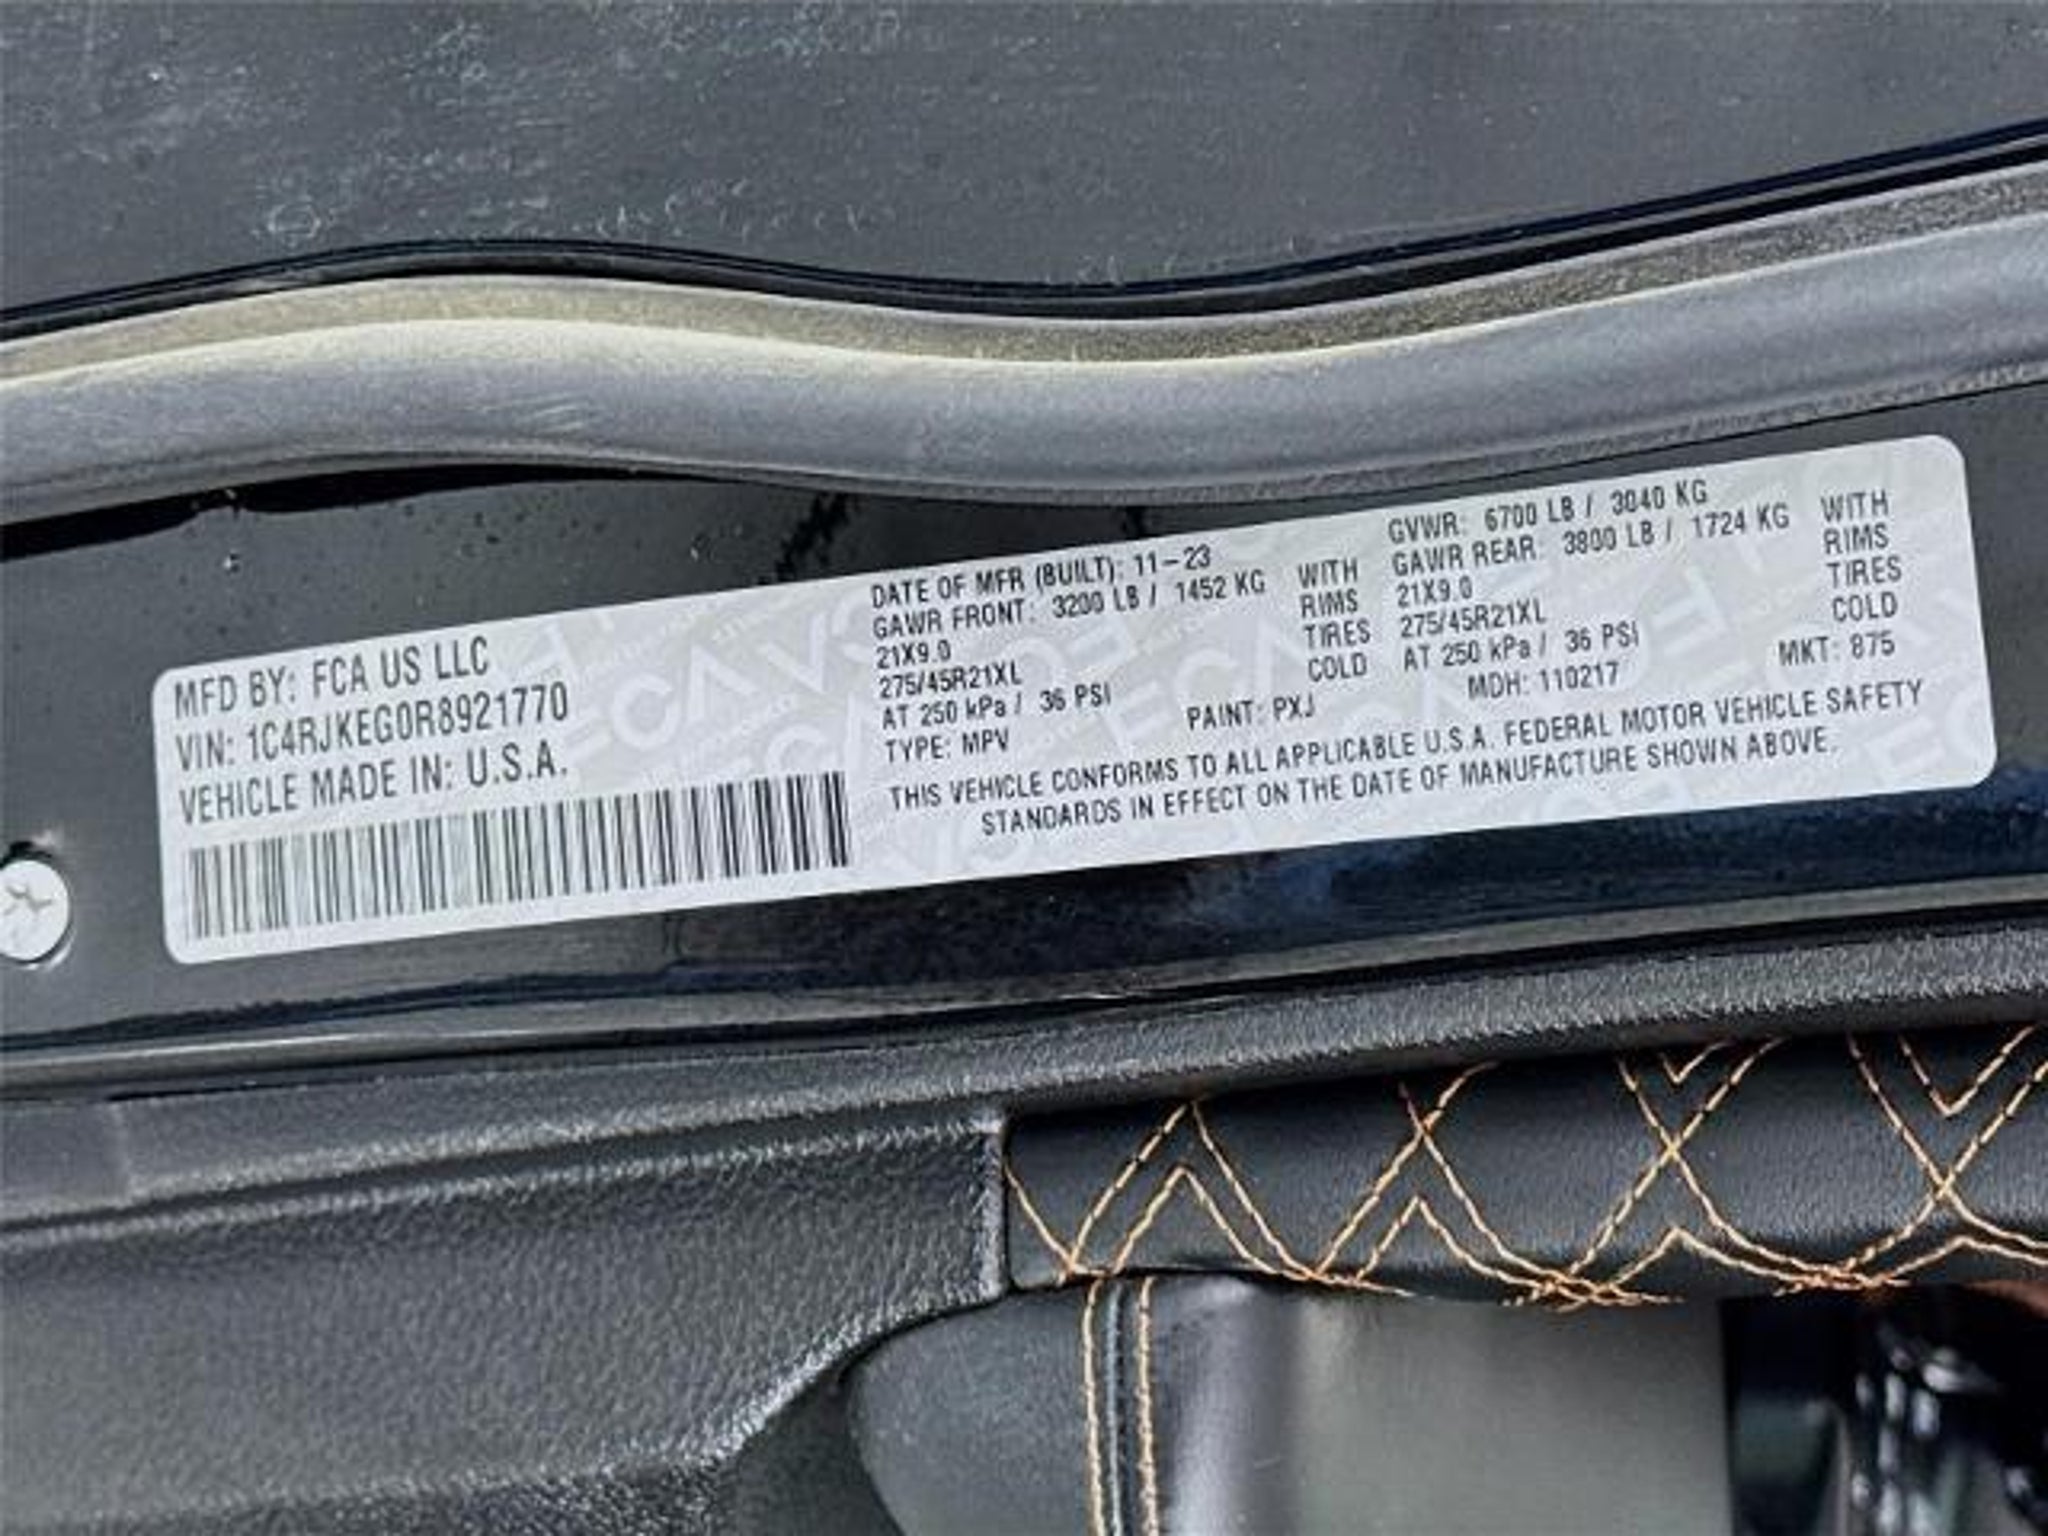 MFD BY: FCA US LLC
VIN: 1C4RJKEG0R8921770
VEHICLE MADE IN: U.S.A.
DATE OF MFR (BUILT): 11-23
GAWR FRONT: 3200 LB / 1452 KG WITH
21X9.0 RIMS
275/45R21XL TIRES
AT 250 kPa / 36 PSI COLD
TYPE: MPV PAINT: PXJ
GVWR: 6700 LB / 3040 KG
GAWR REAR: 3800 LB / 1724 KG WITH
21X9.0 RIMS
275/45R21XL TIRES
AT 250 kPa / 36 PSI COLD
MDH: 110217 MKT: 875
THIS VEHICLE CONFORMS TO ALL APPLICABLE U.S.A. FEDERAL MOTOR VEHICLE SAFETY
STANDARDS IN EFFECT ON THE DATE OF MANUFACTURE SHOWN ABOVE.